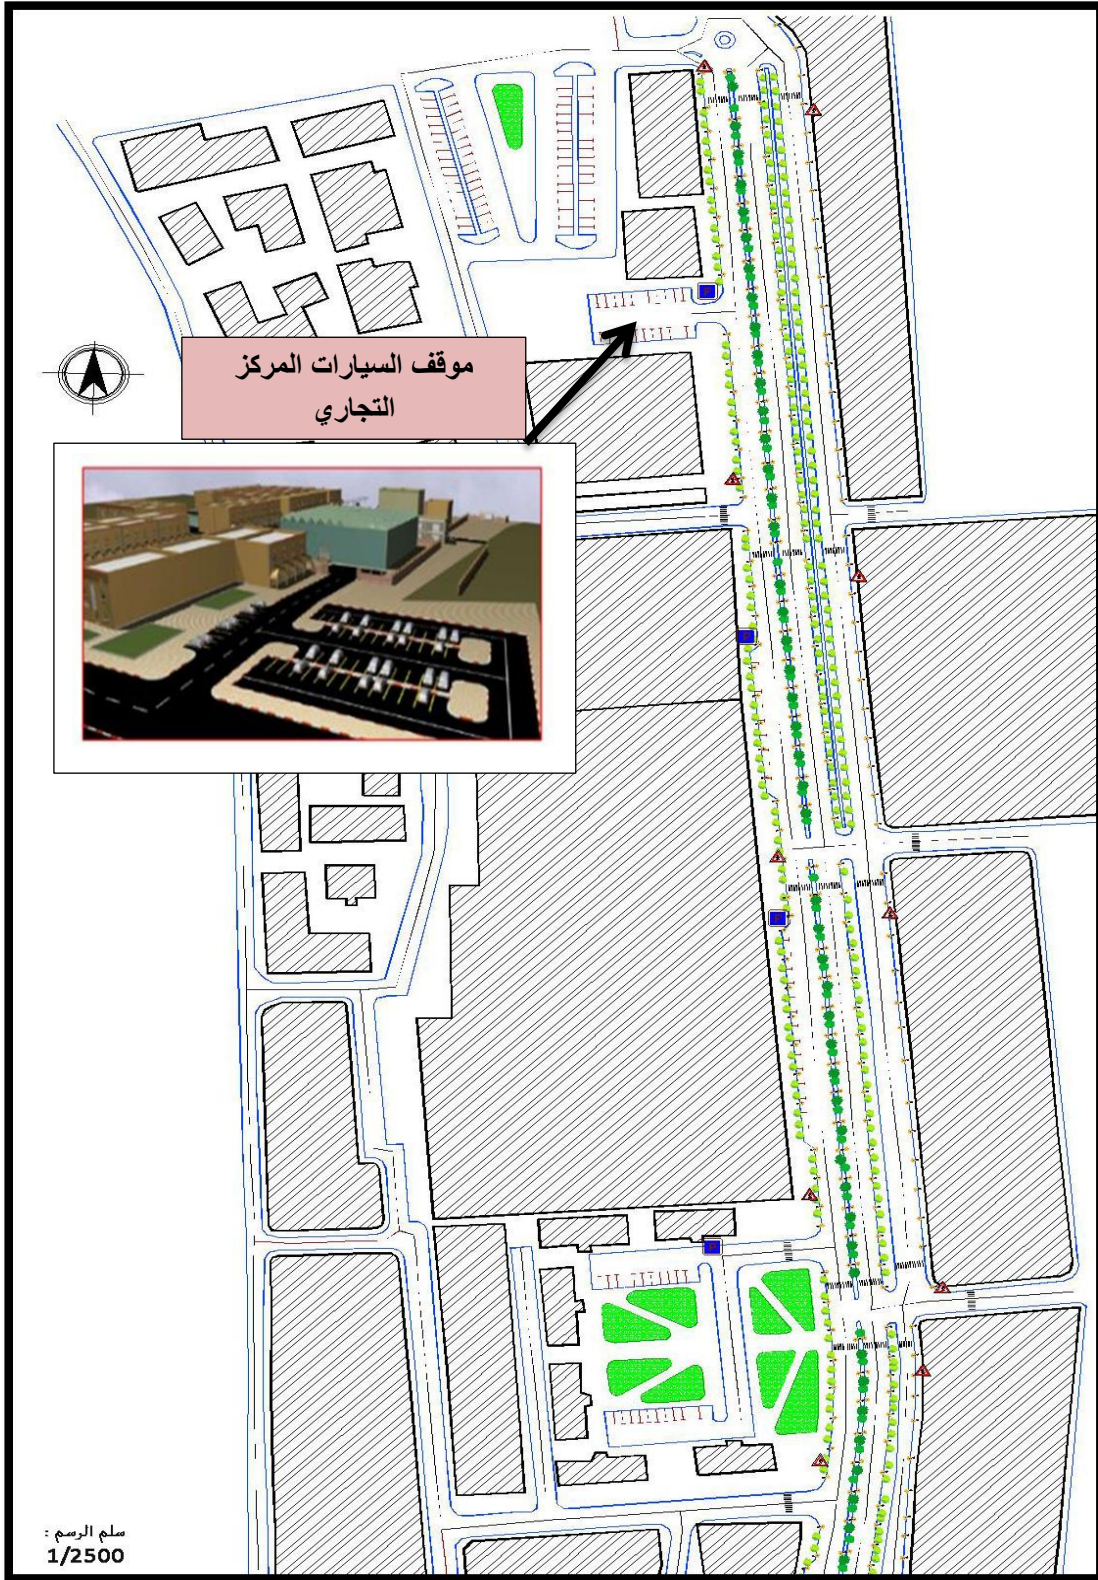 موقف السيارات المركز
التجاري
سلم الرسم :
1/2500